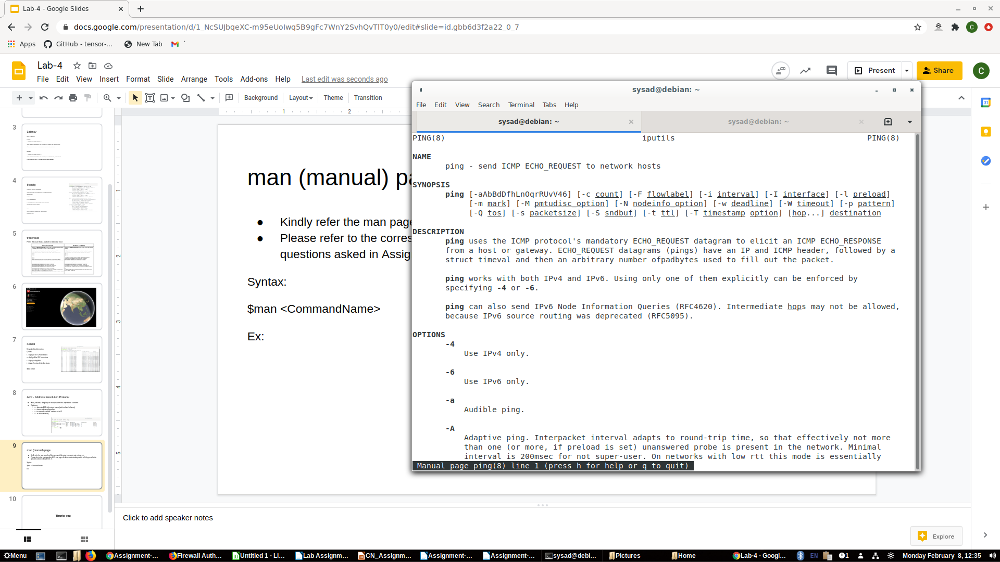 Lab-4 - Google Slides
docs.google.com/presentation/d/1_NcSUJbqeXC-m95eUoIwq5B9gFc7WnY2SvhQvTlT0y0/edit#slide=id.gbb6d3f2a22_0_7
Apps GitHub - tensor-... New Tab `
Lab-4
File Edit View Insert Format Slide Arrange Tools Add-ons Help Last edit was seconds ago
Present Share C
Background Layout Theme Transition
3 Latency
4 Ifconfig
5 traceroute
6
7 netstat
8 ARP - Address Resolution Protocol
9 man (manual) page
10 Thanks you
man (manual) pa
● Kindly refer the man page
● Please refer to the corres
questions asked in Assig
Syntax:
$man <CommandName>
Ex:
sysad@debian: ~
File Edit View Search Terminal Tabs Help
sysad@debian: ~ sysad@debian: ~
PING(8) iputils PING(8)
NAME
ping - send ICMP ECHO_REQUEST to network hosts
SYNOPSIS
ping [-aAbBdDfhLnOqrRUvV46] [-c count] [-F flowlabel] [-i interval] [-I interface] [-l preload]
[-m mark] [-M pmtudisc_option] [-N nodeinfo_option] [-w deadline] [-W timeout] [-p pattern]
[-Q tos] [-s packetsize] [-S sndbuf] [-t ttl] [-T timestamp option] [hop...] destination
DESCRIPTION
ping uses the ICMP protocol's mandatory ECHO_REQUEST datagram to elicit an ICMP ECHO_RESPONSE
from a host or gateway. ECHO_REQUEST datagrams (pings) have an IP and ICMP header, followed by a
struct timeval and then an arbitrary number ofpadbytes used to fill out the packet.
ping works with both IPv4 and IPv6. Using only one of them explicitly can be enforced by
specifying -4 or -6.
ping can also send IPv6 Node Information Queries (RFC4620). Intermediate hops may not be allowed,
because IPv6 source routing was deprecated (RFC5095).
OPTIONS
-4
Use IPv4 only.
-6
Use IPv6 only.
-a
Audible ping.
-A
Adaptive ping. Interpacket interval adapts to round-trip time, so that effectively not more
than one (or more, if preload is set) unanswered probe is present in the network. Minimal
interval is 200msec for not super-user. On networks with low rtt this mode is essentially
Manual page ping(8) line 1 (press h for help or q to quit)
Click to add speaker notes
Explore
Menu Assignment-... Firewall Auth... Untitled 1 - Li... Lab Assignm... CN_Assignm... Assignment-... Assignment-... sysad@debi... Pictures Home Lab-4 - Googl... EN 1 Monday February 8, 12:35